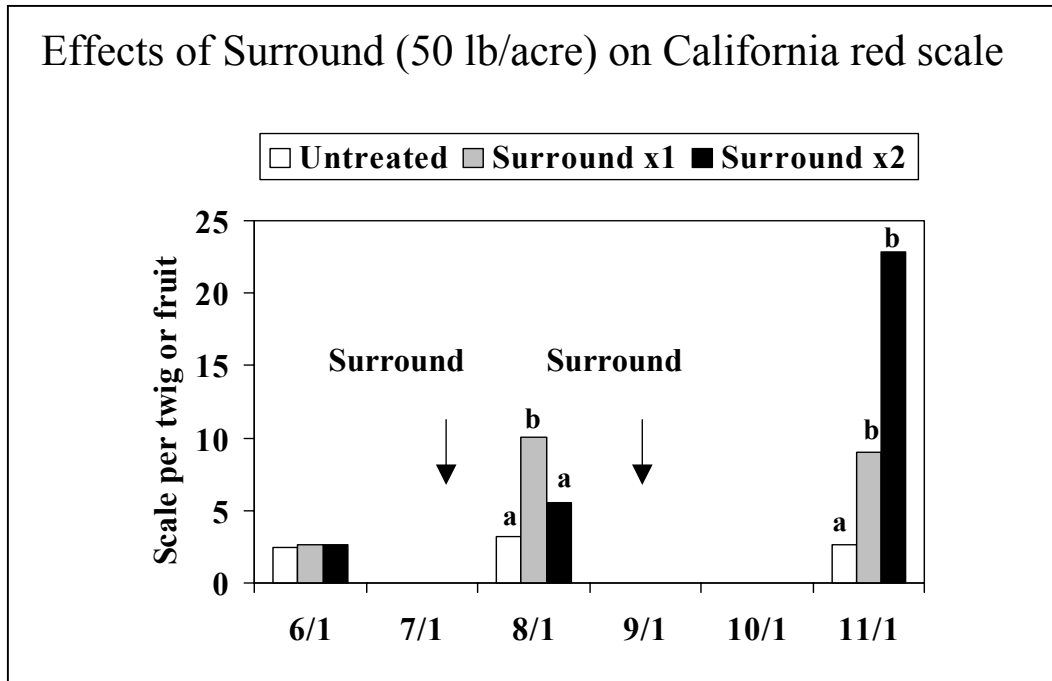 Effects of Surround (50 lb/acre) on California red scale
Untreated Surround x1 Surround x2
Scale per twig or fruit
25
20
15
10
5
0
Surround Surround
a b a
a b b
6/1 7/1 8/1 9/1 10/1 11/1